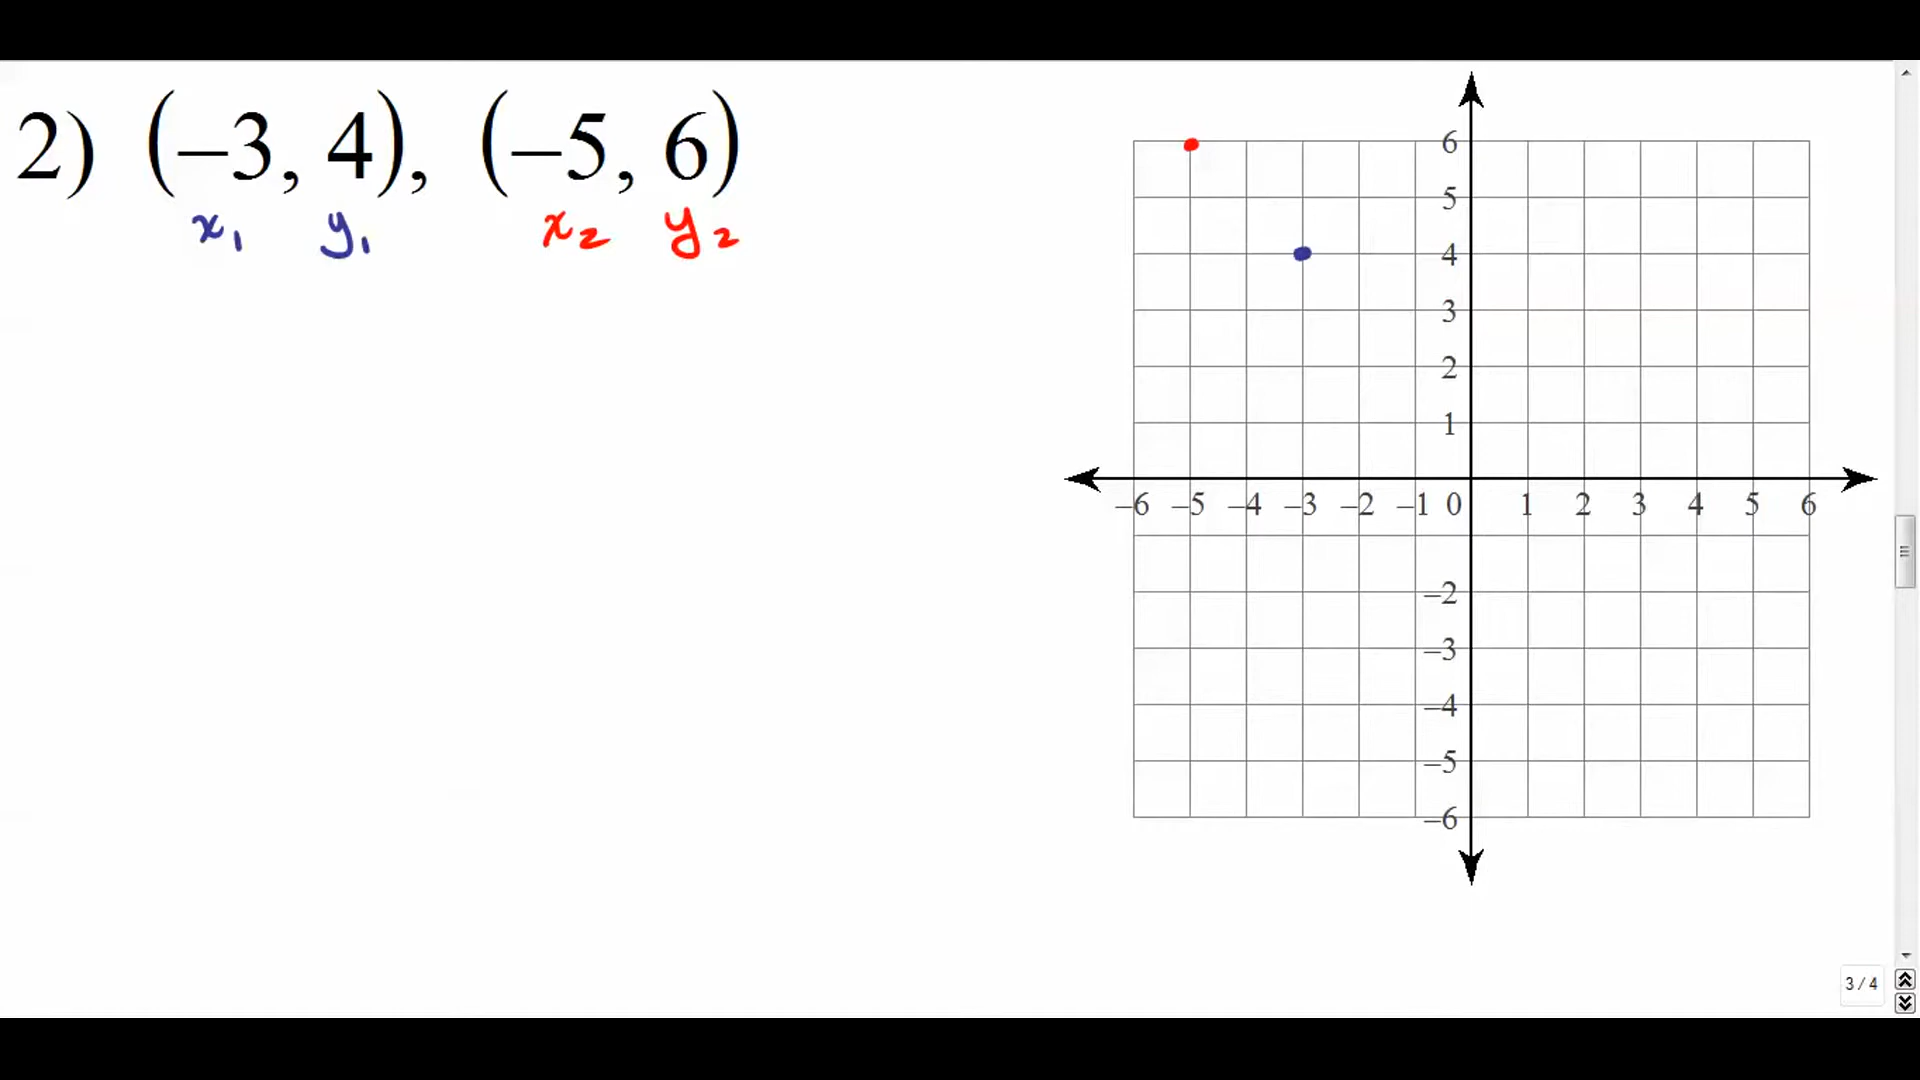 2) (–3, 4), (–5, 6)
x₁ y₁ x₂ y₂
6
5
4
3
2
1
–6 –5 –4 –3 –2 –1 0 1 2 3 4 5 6
–2
–3
–4
–5
–6
3 / 4